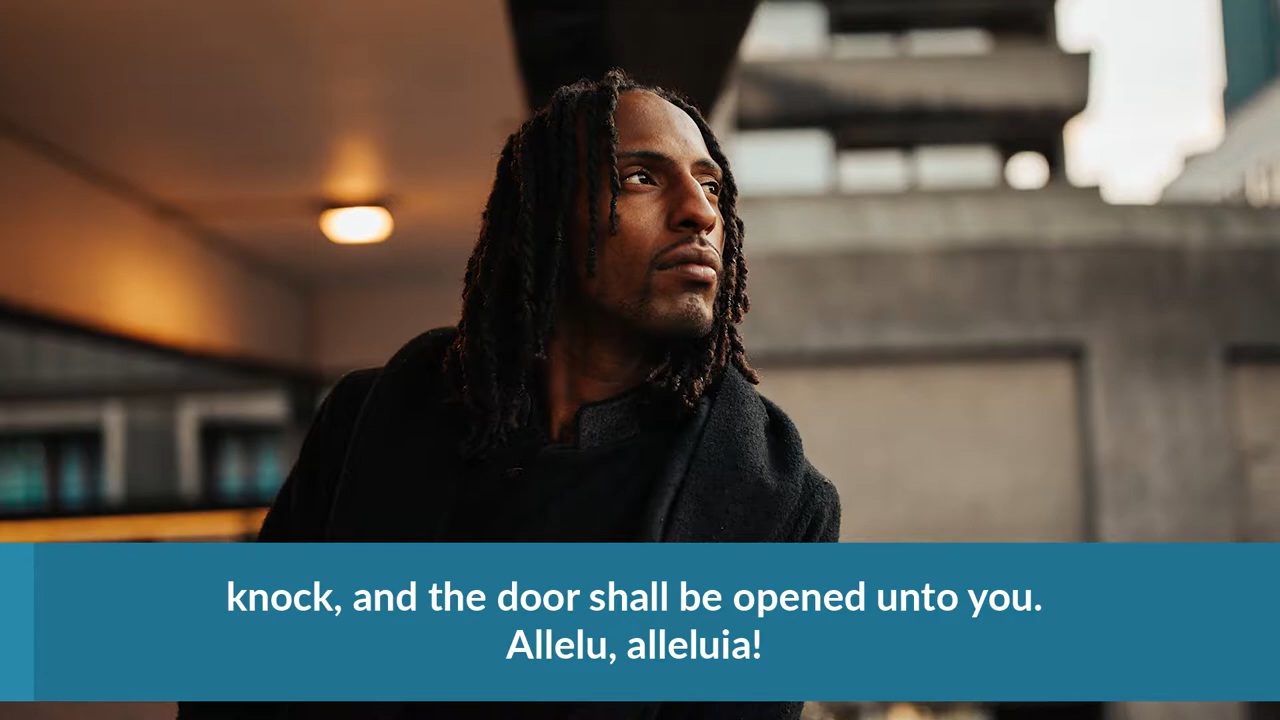 knock, and the door shall be opened unto you.
Allelu, alleluia!